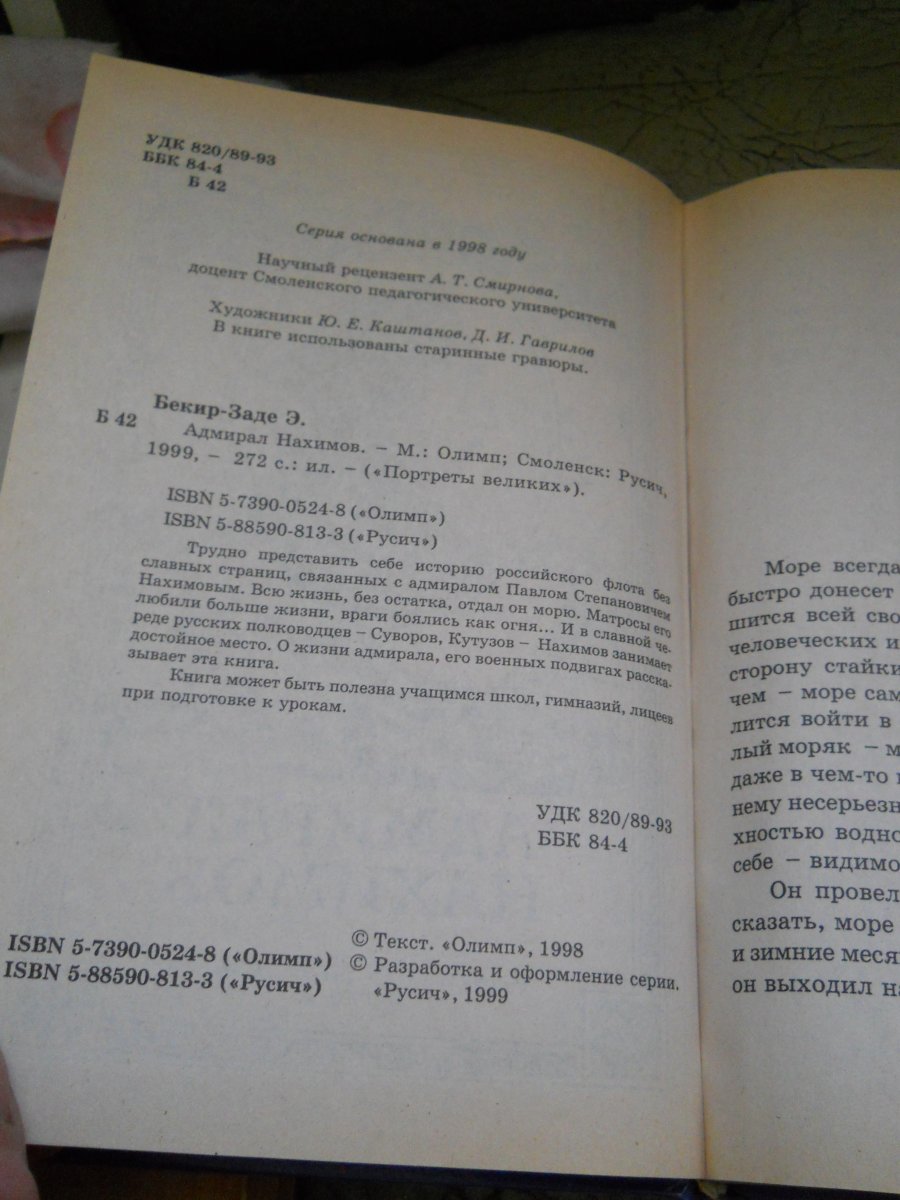 УДК 820/89-93
ББК 84-4
Б 42
Серия основана в 1998 году
Научный рецензент А. Т. Смирнова,
доцент Смоленского педагогического университета
Художники Ю. Е. Каштанов, Д. И. Гаврилов
В книге использованы старинные гравюры.
Бекир-Заде Э.
Б 42 Адмирал Нахимов. – М.: Олимп; Смоленск: Русич,
1999, – 272 с.: ил. – («Портреты великих»).
ISBN 5-7390-0524-8 («Олимп»)
ISBN 5-88590-813-3 («Русич»)
Трудно представить себе историю российского флота без
славных страниц, связанных с адмиралом Павлом Степановичем
Нахимовым. Всю жизнь, без остатка, отдал он морю. Матросы его
любили больше жизни, враги боялись как огня... И в славной че-
реде русских полководцев – Суворов, Кутузов – Нахимов занимает
достойное место. О жизни адмирала, его военных подвигах расска-
зывает эта книга.
Книга может быть полезна учащимся школ, гимназий, лицеев
при подготовке к урокам.
УДК 820/89-93
ББК 84-4
ISBN 5-7390-0524-8 («Олимп»)
ISBN 5-88590-813-3 («Русич»)
© Текст. «Олимп», 1998
© Разработка и оформление серии.
«Русич», 1999
Море всегда
быстро донесет
шится всей сво
человеческих и
сторону стайки
чем – море сам
лится войти в
лый моряк – м
даже в чем-то
нему несерьезн
хностью водно
себе – видимо
Он провел
сказать, море
и зимние меся
он выходил на